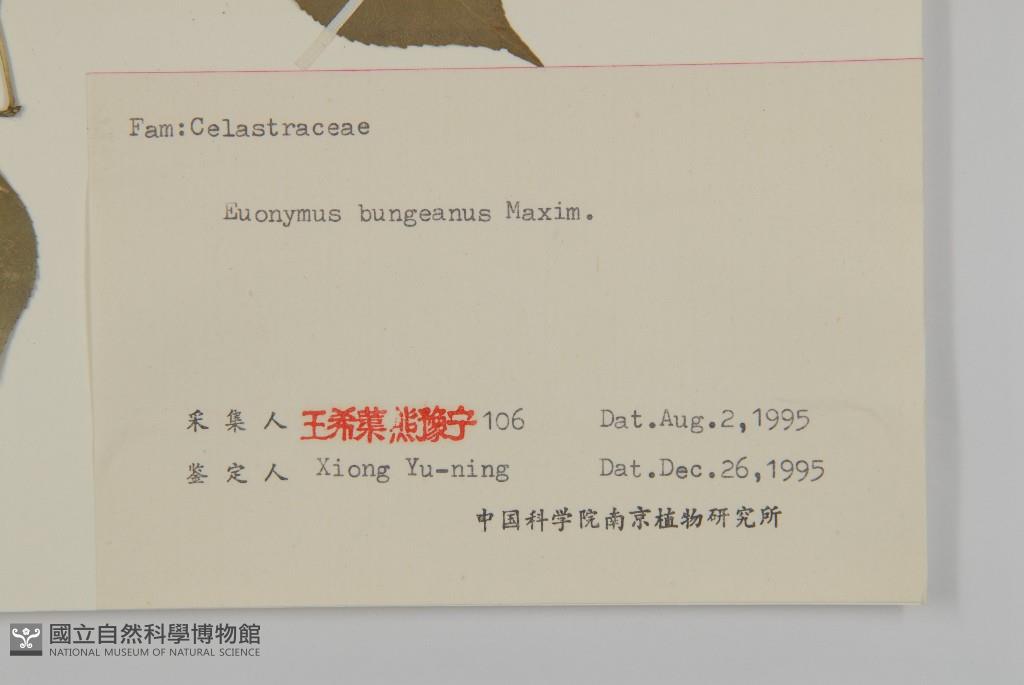 Fam:Celastraceae
Euonymus bungeanus Maxim.
采集人 王希蕖 熊豫宁 106 Dat.Aug.2,1995
鉴定人 Xiong Yu-ning Dat.Dec.26,1995
中国科学院南京植物研究所
國立自然科學博物館
NATIONAL MUSEUM OF NATURAL SCIENCE